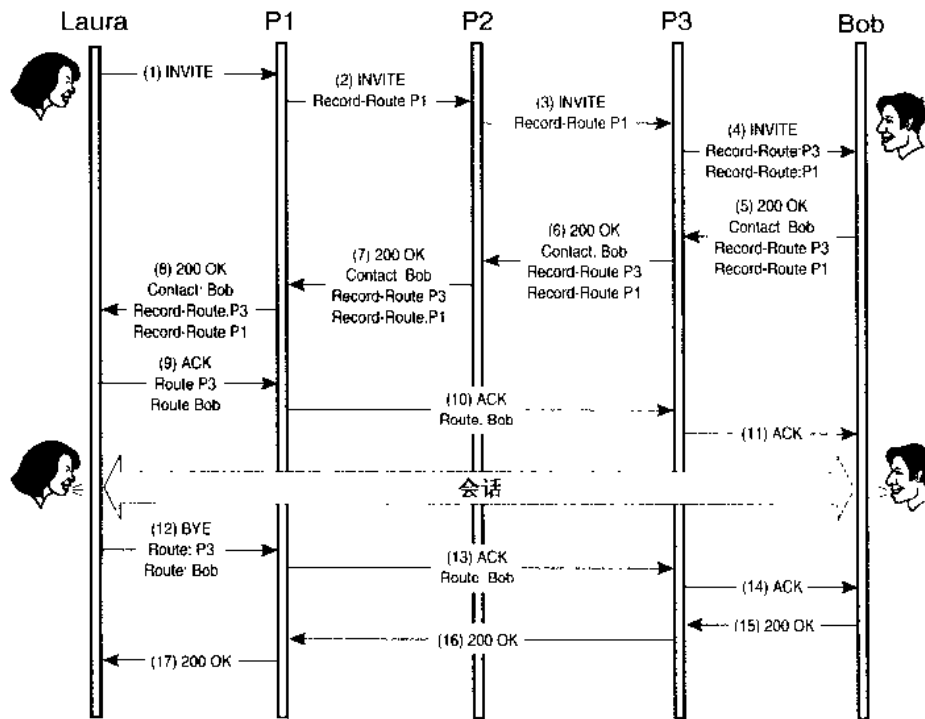 Laura
P1
P2
P3
Bob
(1) INVITE
(2) INVITE
Record-Route P1
(3) INVITE
Record-Route P1
(4) INVITE
Record-Route:P3
Record-Route:P1
(5) 200 OK
Contact Bob
Record-Route P3
Record-Route P1
(6) 200 OK
Contact. Bob
Record-Route P3
Record-Route P1
(7) 200 OK
Contact Bob
Record-Route P3
Record-Route.P1
(8) 200 OK
Contact: Bob
Record-Route.P3
Record-Route P1
(9) ACK
Route P3
Route Bob
(10) ACK
Route. Bob
(11) ACK
会话
(12) BYE
Route: P3
Route: Bob
(13) ACK
Route Bob
(14) ACK
(15) 200 OK
(16) 200 OK
(17) 200 OK